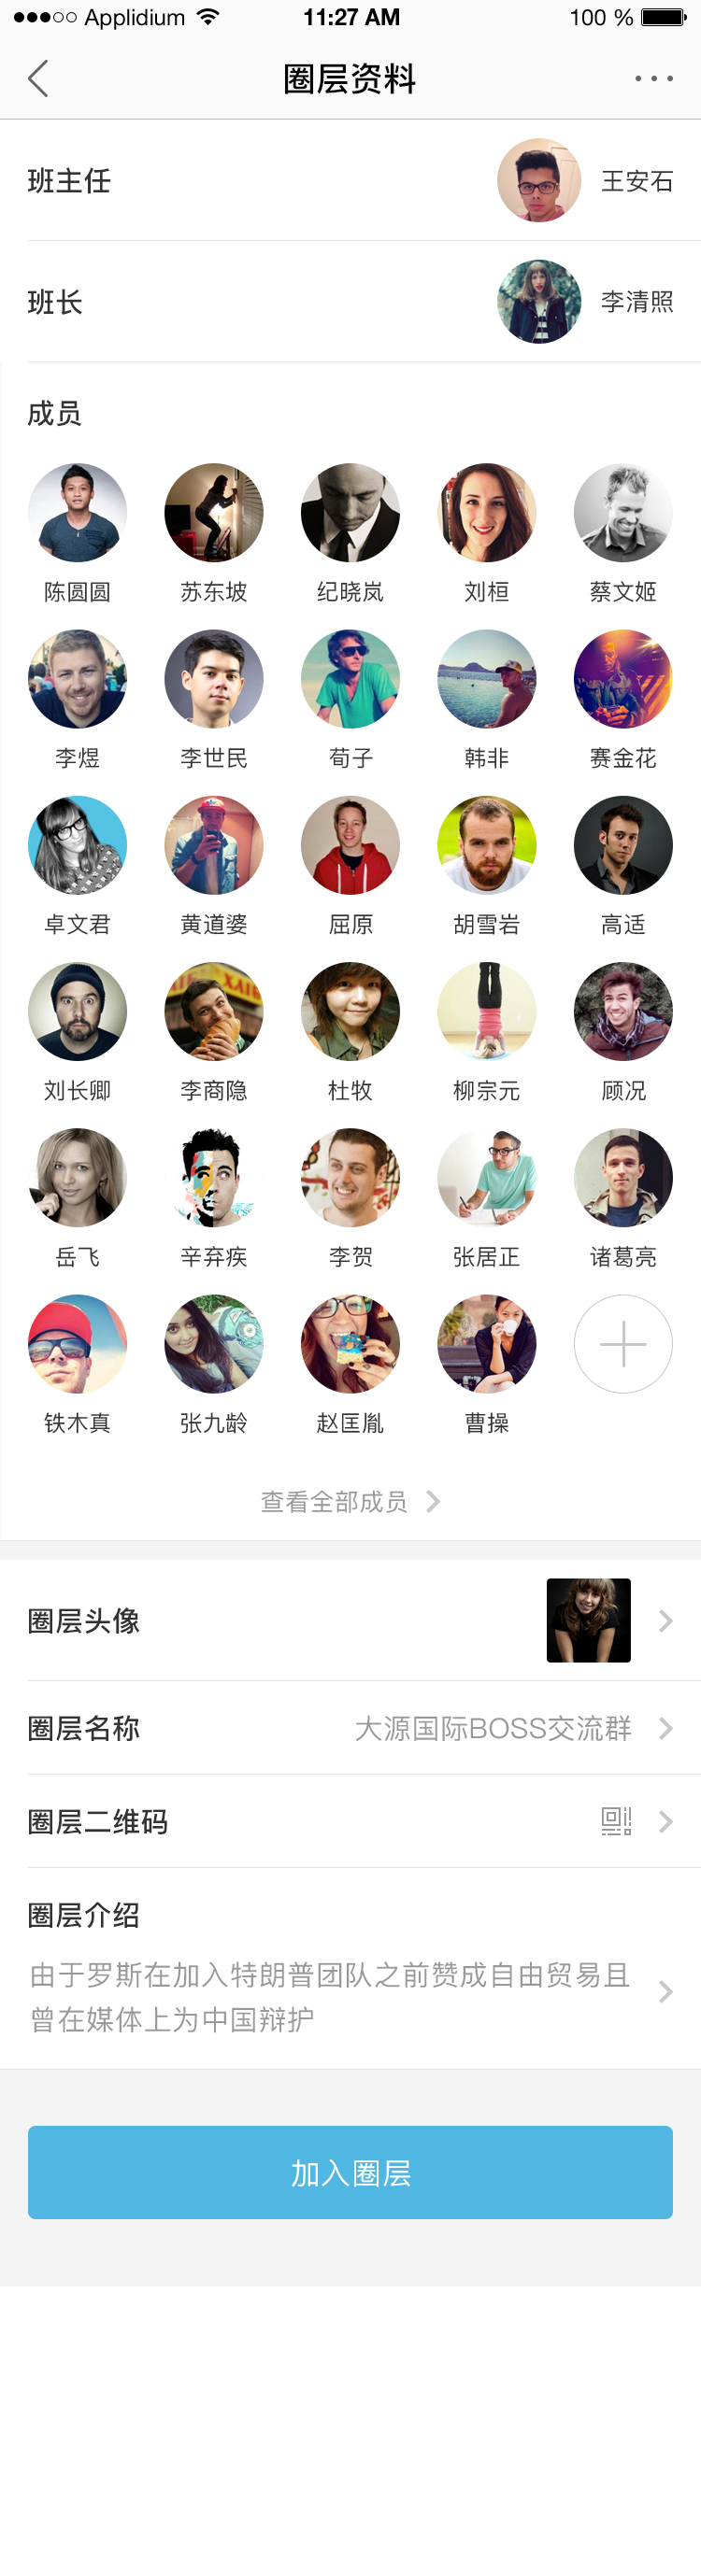 Applidium 11:27 AM 100 %
圈层资料
班主任 王安石
班长 李清照
成员
陈圆圆 苏东坡 纪晓岚 刘桓 蔡文姬
李煜 李世民 荀子 韩非 赛金花
卓文君 黄道婆 屈原 胡雪岩 高适
刘长卿 李商隐 杜牧 柳宗元 顾况
岳飞 辛弃疾 李贺 张居正 诸葛亮
铁木真 张九龄 赵匡胤 曹操
查看全部成员
圈层头像
圈层名称 大源国际BOSS交流群
圈层二维码
圈层介绍
由于罗斯在加入特朗普团队之前赞成自由贸易且
曾在媒体上为中国辩护
加入圈层